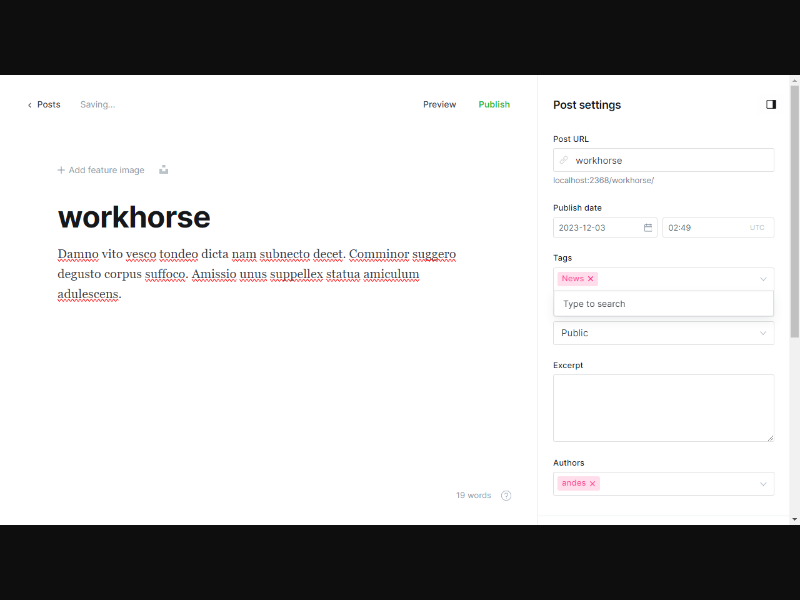 Posts
Saving...
Preview
Publish
Add feature image
workhorse
Damno vito vesco tondeo dicta nam subnecto decet. Comminor suggero
degusto corpus suffoco. Amissio unus suppellex statua amiculum
adulescens.
19 words
?
Post settings
Post URL
workhorse
localhost:2368/workhorse/
Publish date
2023-12-03
02:49
UTC
Tags
News
Type to search
Public
Excerpt
Authors
andes